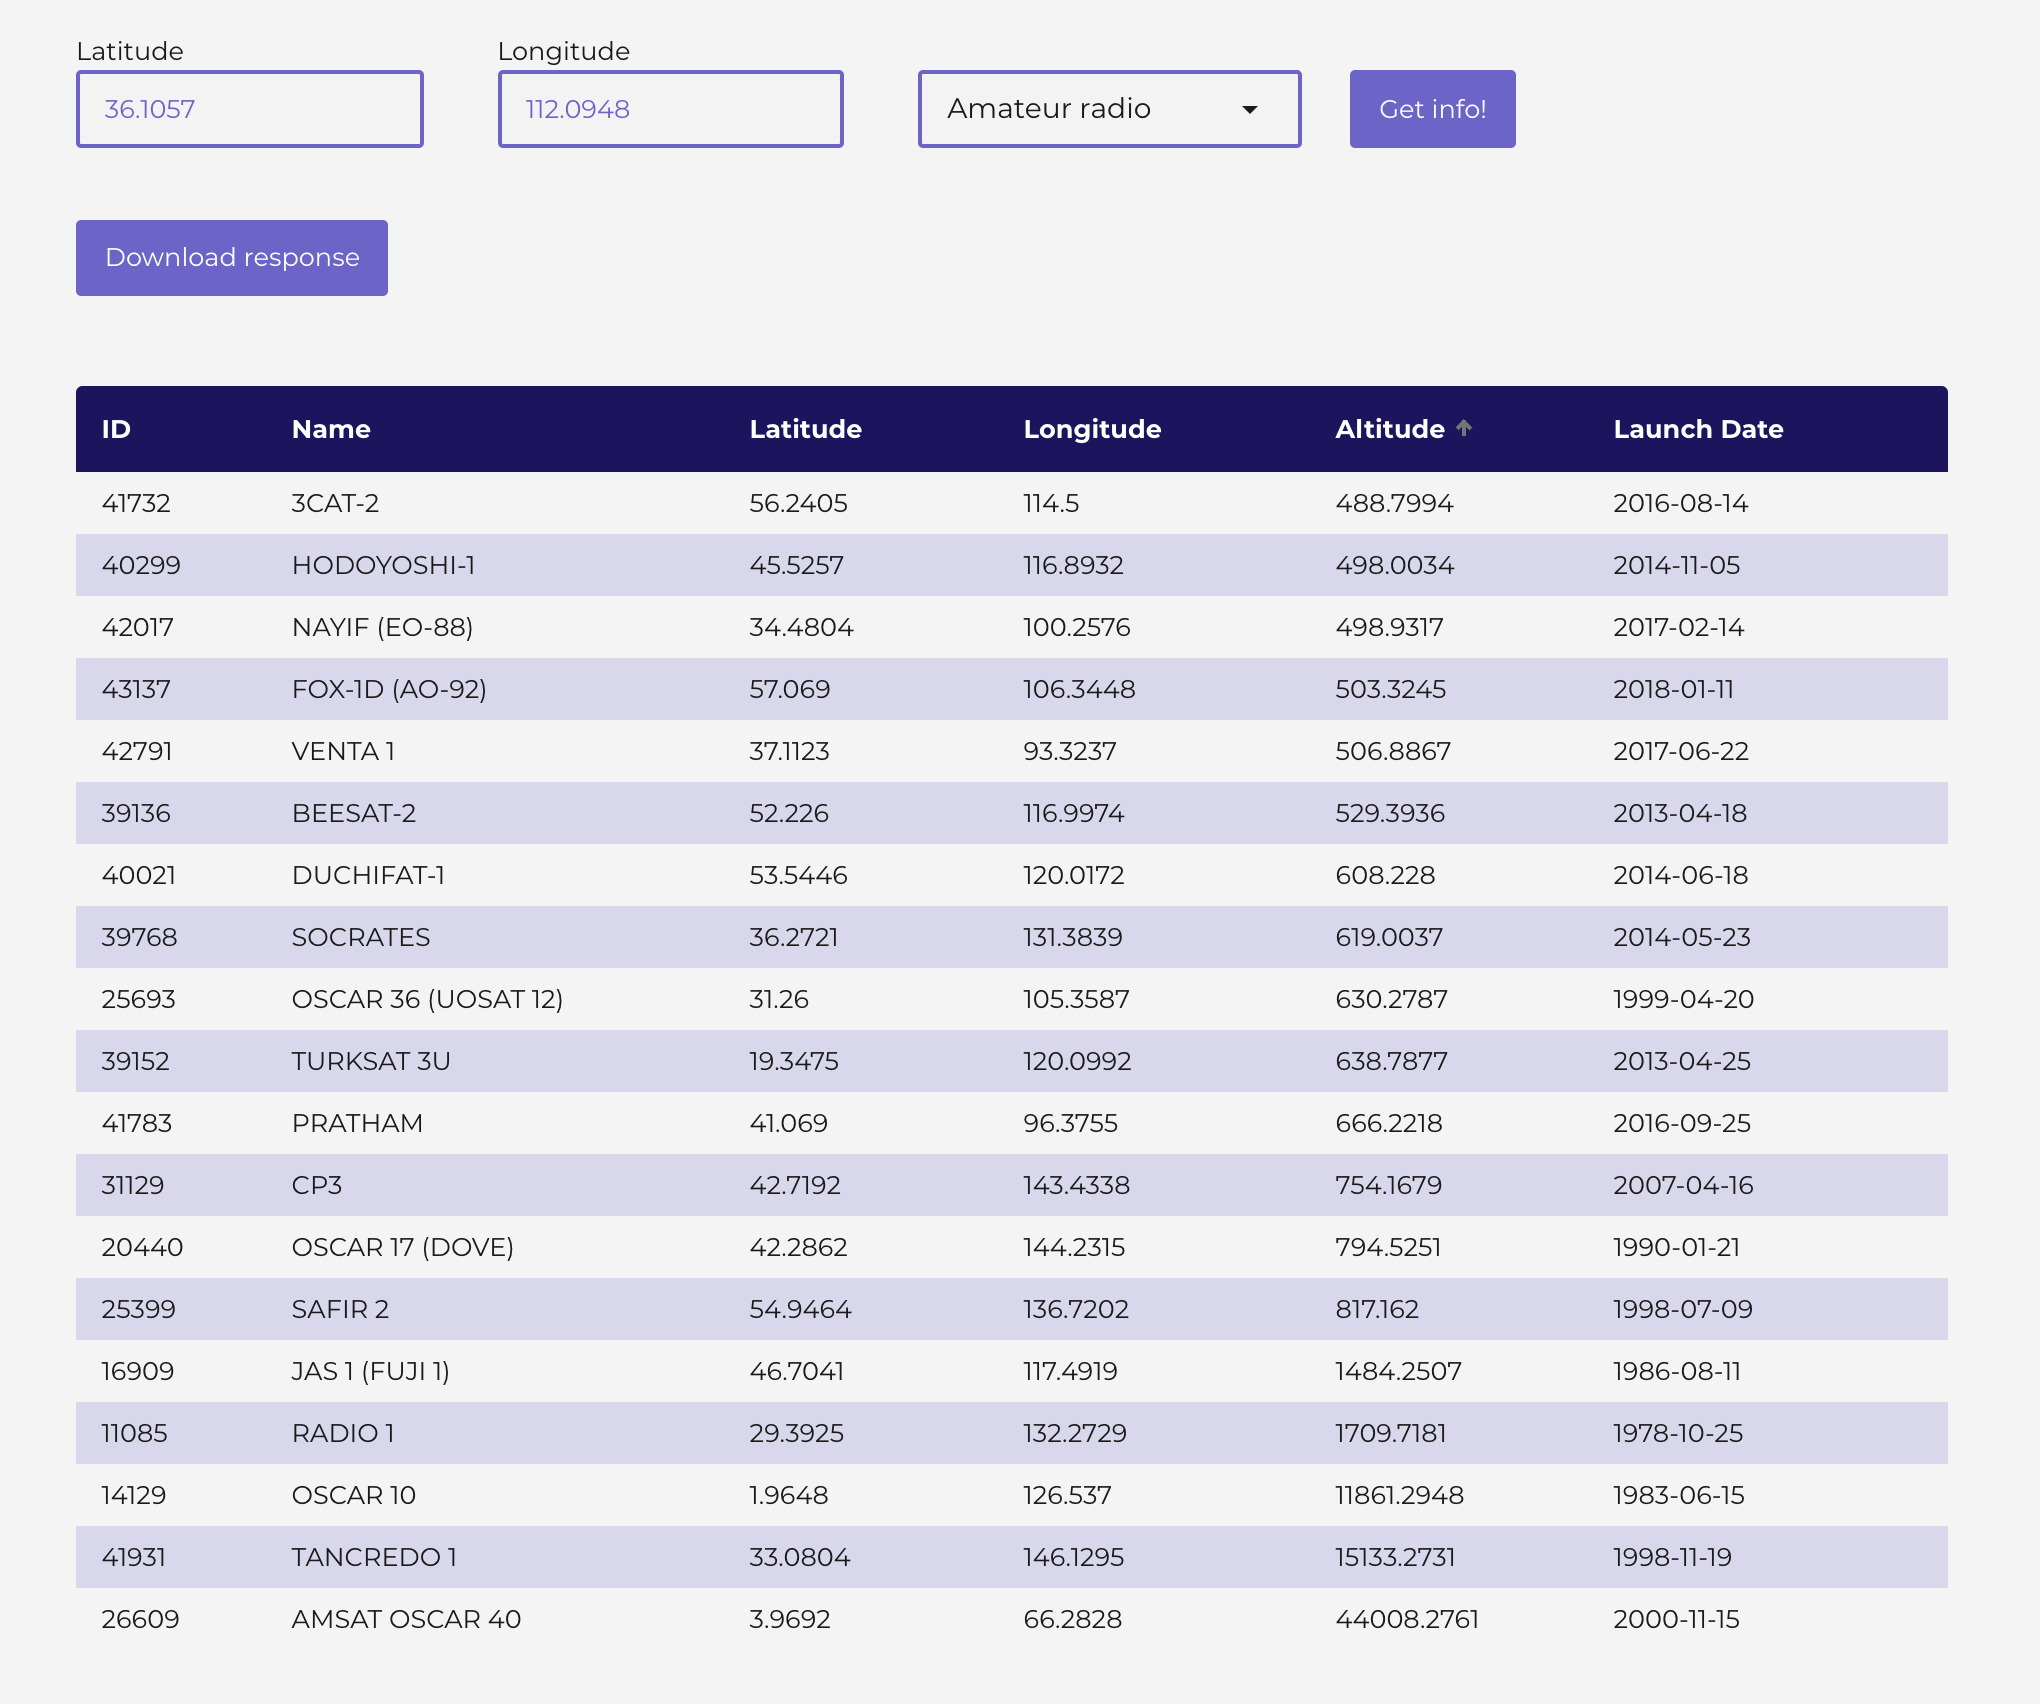 Latitude Longitude
36.1057 112.0948 Amateur radio Get info!
Download response
ID Name Latitude Longitude Altitude Launch Date
41732 3CAT-2 56.2405 114.5 488.7994 2016-08-14
40299 HODOYOSHI-1 45.5257 116.8932 498.0034 2014-11-05
42017 NAYIF (EO-88) 34.4804 100.2576 498.9317 2017-02-14
43137 FOX-1D (AO-92) 57.069 106.3448 503.3245 2018-01-11
42791 VENTA 1 37.1123 93.3237 506.8867 2017-06-22
39136 BEESAT-2 52.226 116.9974 529.3936 2013-04-18
40021 DUCHIFAT-1 53.5446 120.0172 608.228 2014-06-18
39768 SOCRATES 36.2721 131.3839 619.0037 2014-05-23
25693 OSCAR 36 (UOSAT 12) 31.26 105.3587 630.2787 1999-04-20
39152 TURKSAT 3U 19.3475 120.0992 638.7877 2013-04-25
41783 PRATHAM 41.069 96.3755 666.2218 2016-09-25
31129 CP3 42.7192 143.4338 754.1679 2007-04-16
20440 OSCAR 17 (DOVE) 42.2862 144.2315 794.5251 1990-01-21
25399 SAFIR 2 54.9464 136.7202 817.162 1998-07-09
16909 JAS 1 (FUJI 1) 46.7041 117.4919 1484.2507 1986-08-11
11085 RADIO 1 29.3925 132.2729 1709.7181 1978-10-25
14129 OSCAR 10 1.9648 126.537 11861.2948 1983-06-15
41931 TANCREDO 1 33.0804 146.1295 15133.2731 1998-11-19
26609 AMSAT OSCAR 40 3.9692 66.2828 44008.2761 2000-11-15